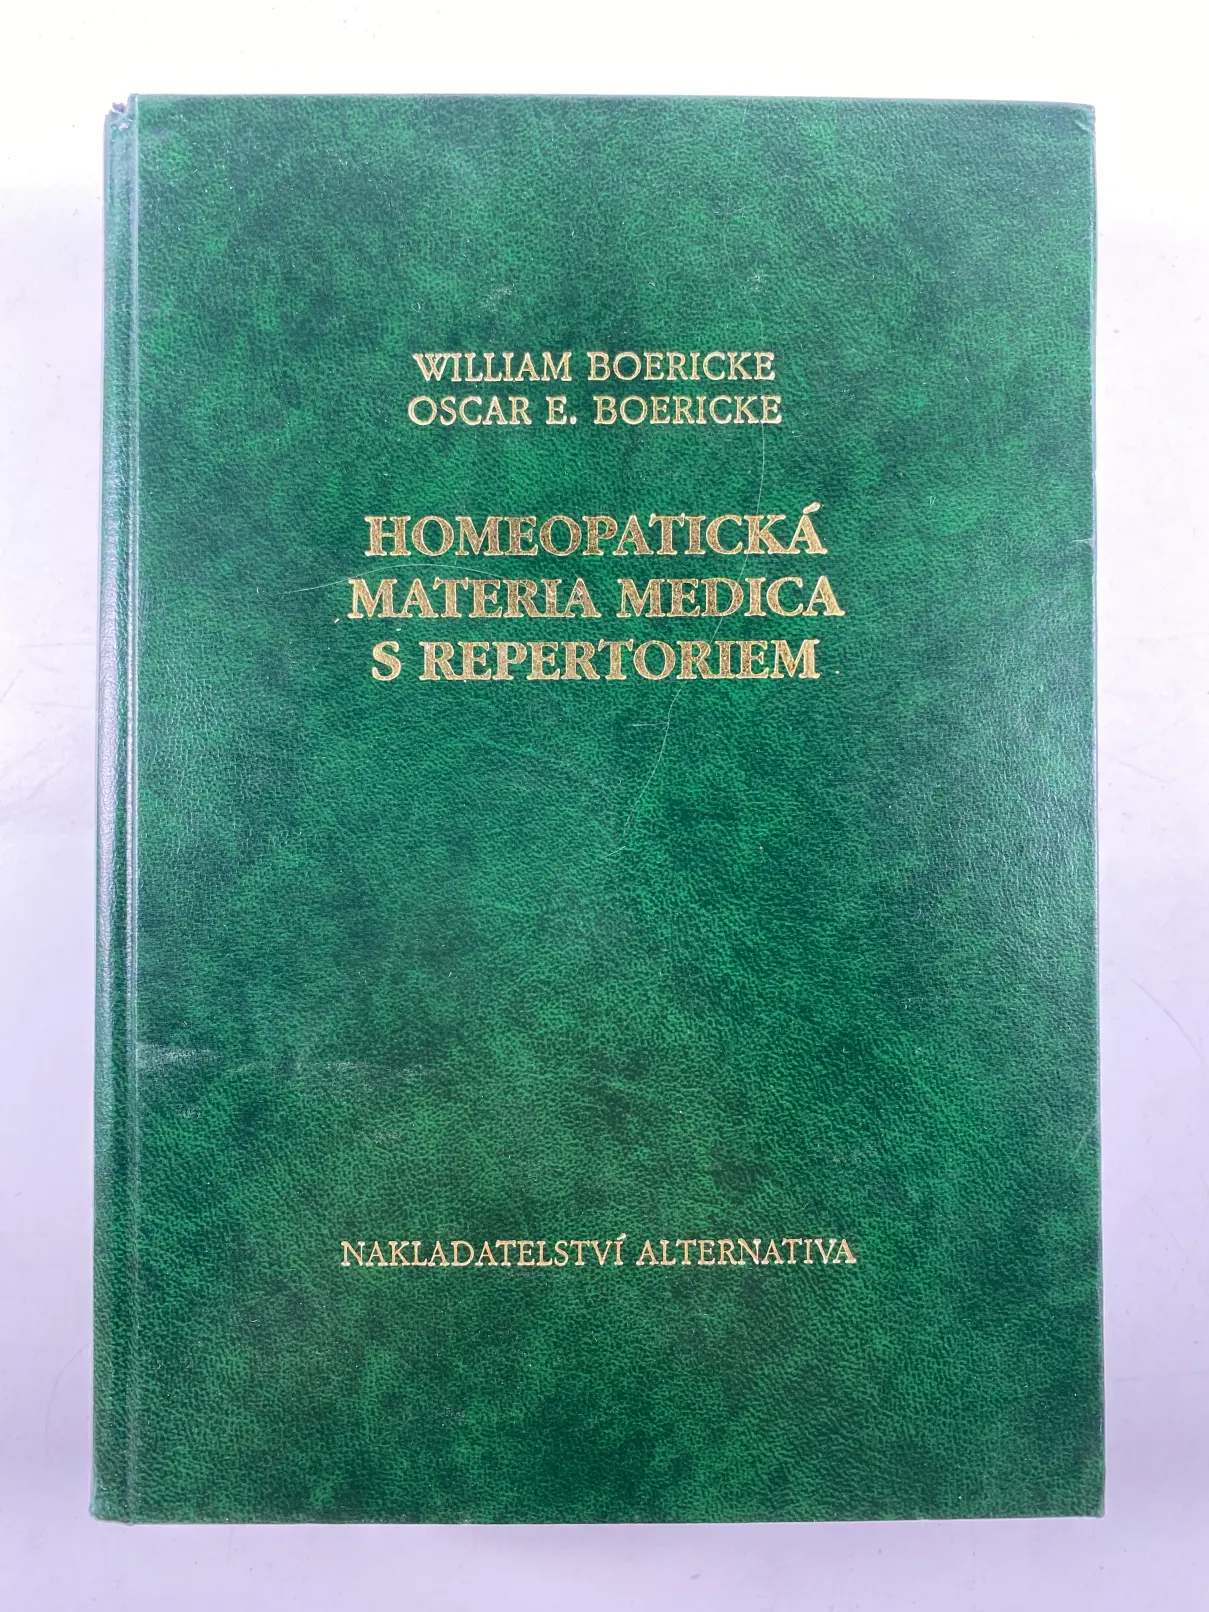 WILLIAM BOERICKE
OSCAR E. BOERICKE
HOMEOPATICKÁ
MATERIA MEDICA
S REPERTORIEM
NAKLADATELSTVÍ ALTERNATIVA